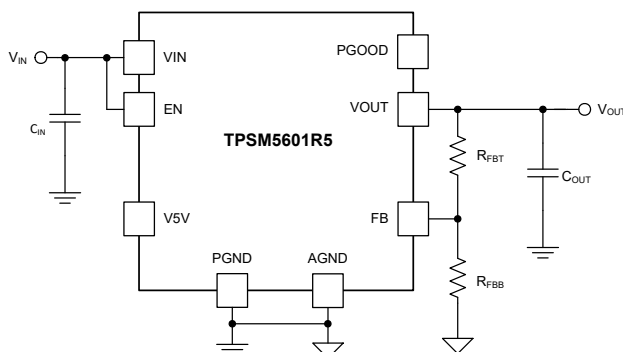 VIN
VIN
PGOOD
EN
VOUT
VOUT
CIN
TPSM5601R5
RFBT
COUT
V5V
FB
PGND
AGND
RFBB